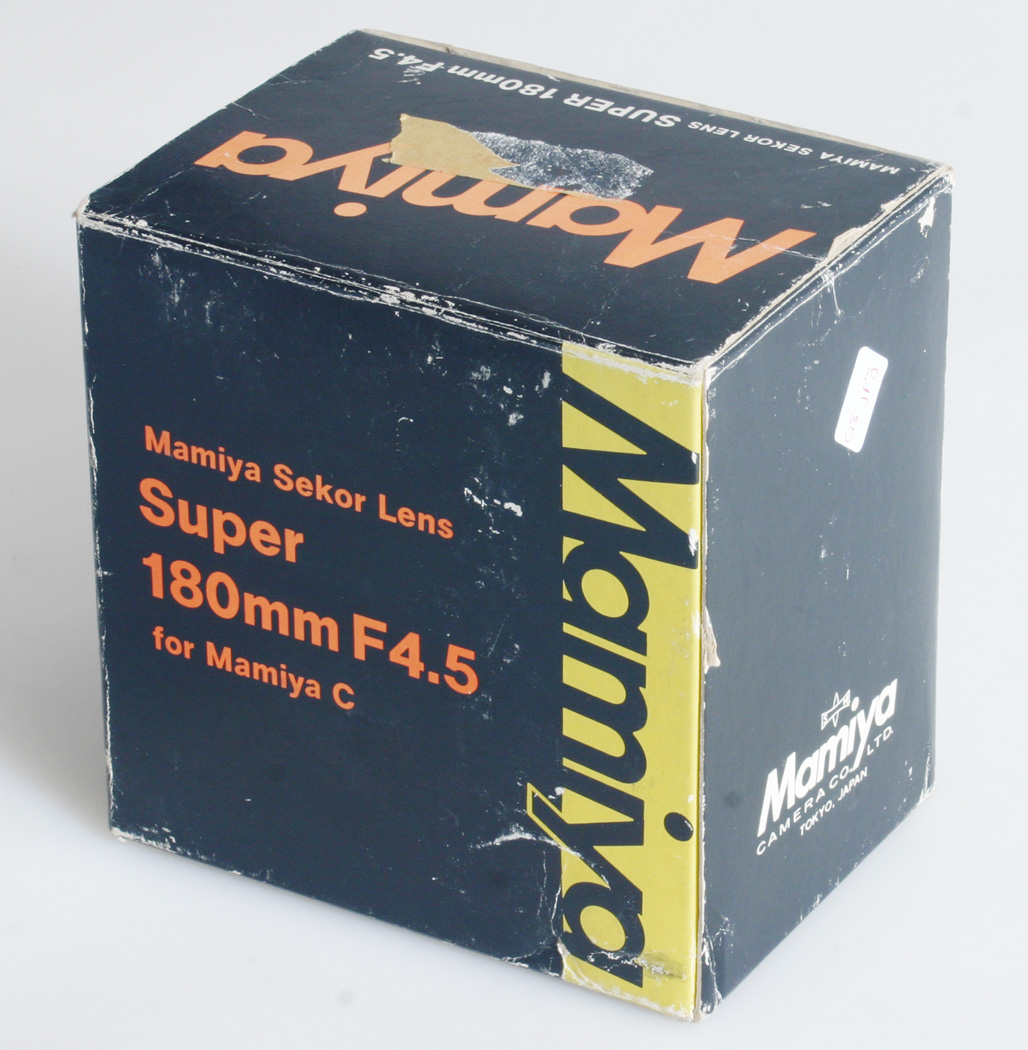 MAMIYA SEKOR LENS SUPER 180mm F4.5
Mamiya
Mamiya Sekor Lens
Super
180mm F4.5
for Mamiya C
Mamiya
Mamiya
CAMERA CO., LTD.
TOKYO, JAPAN